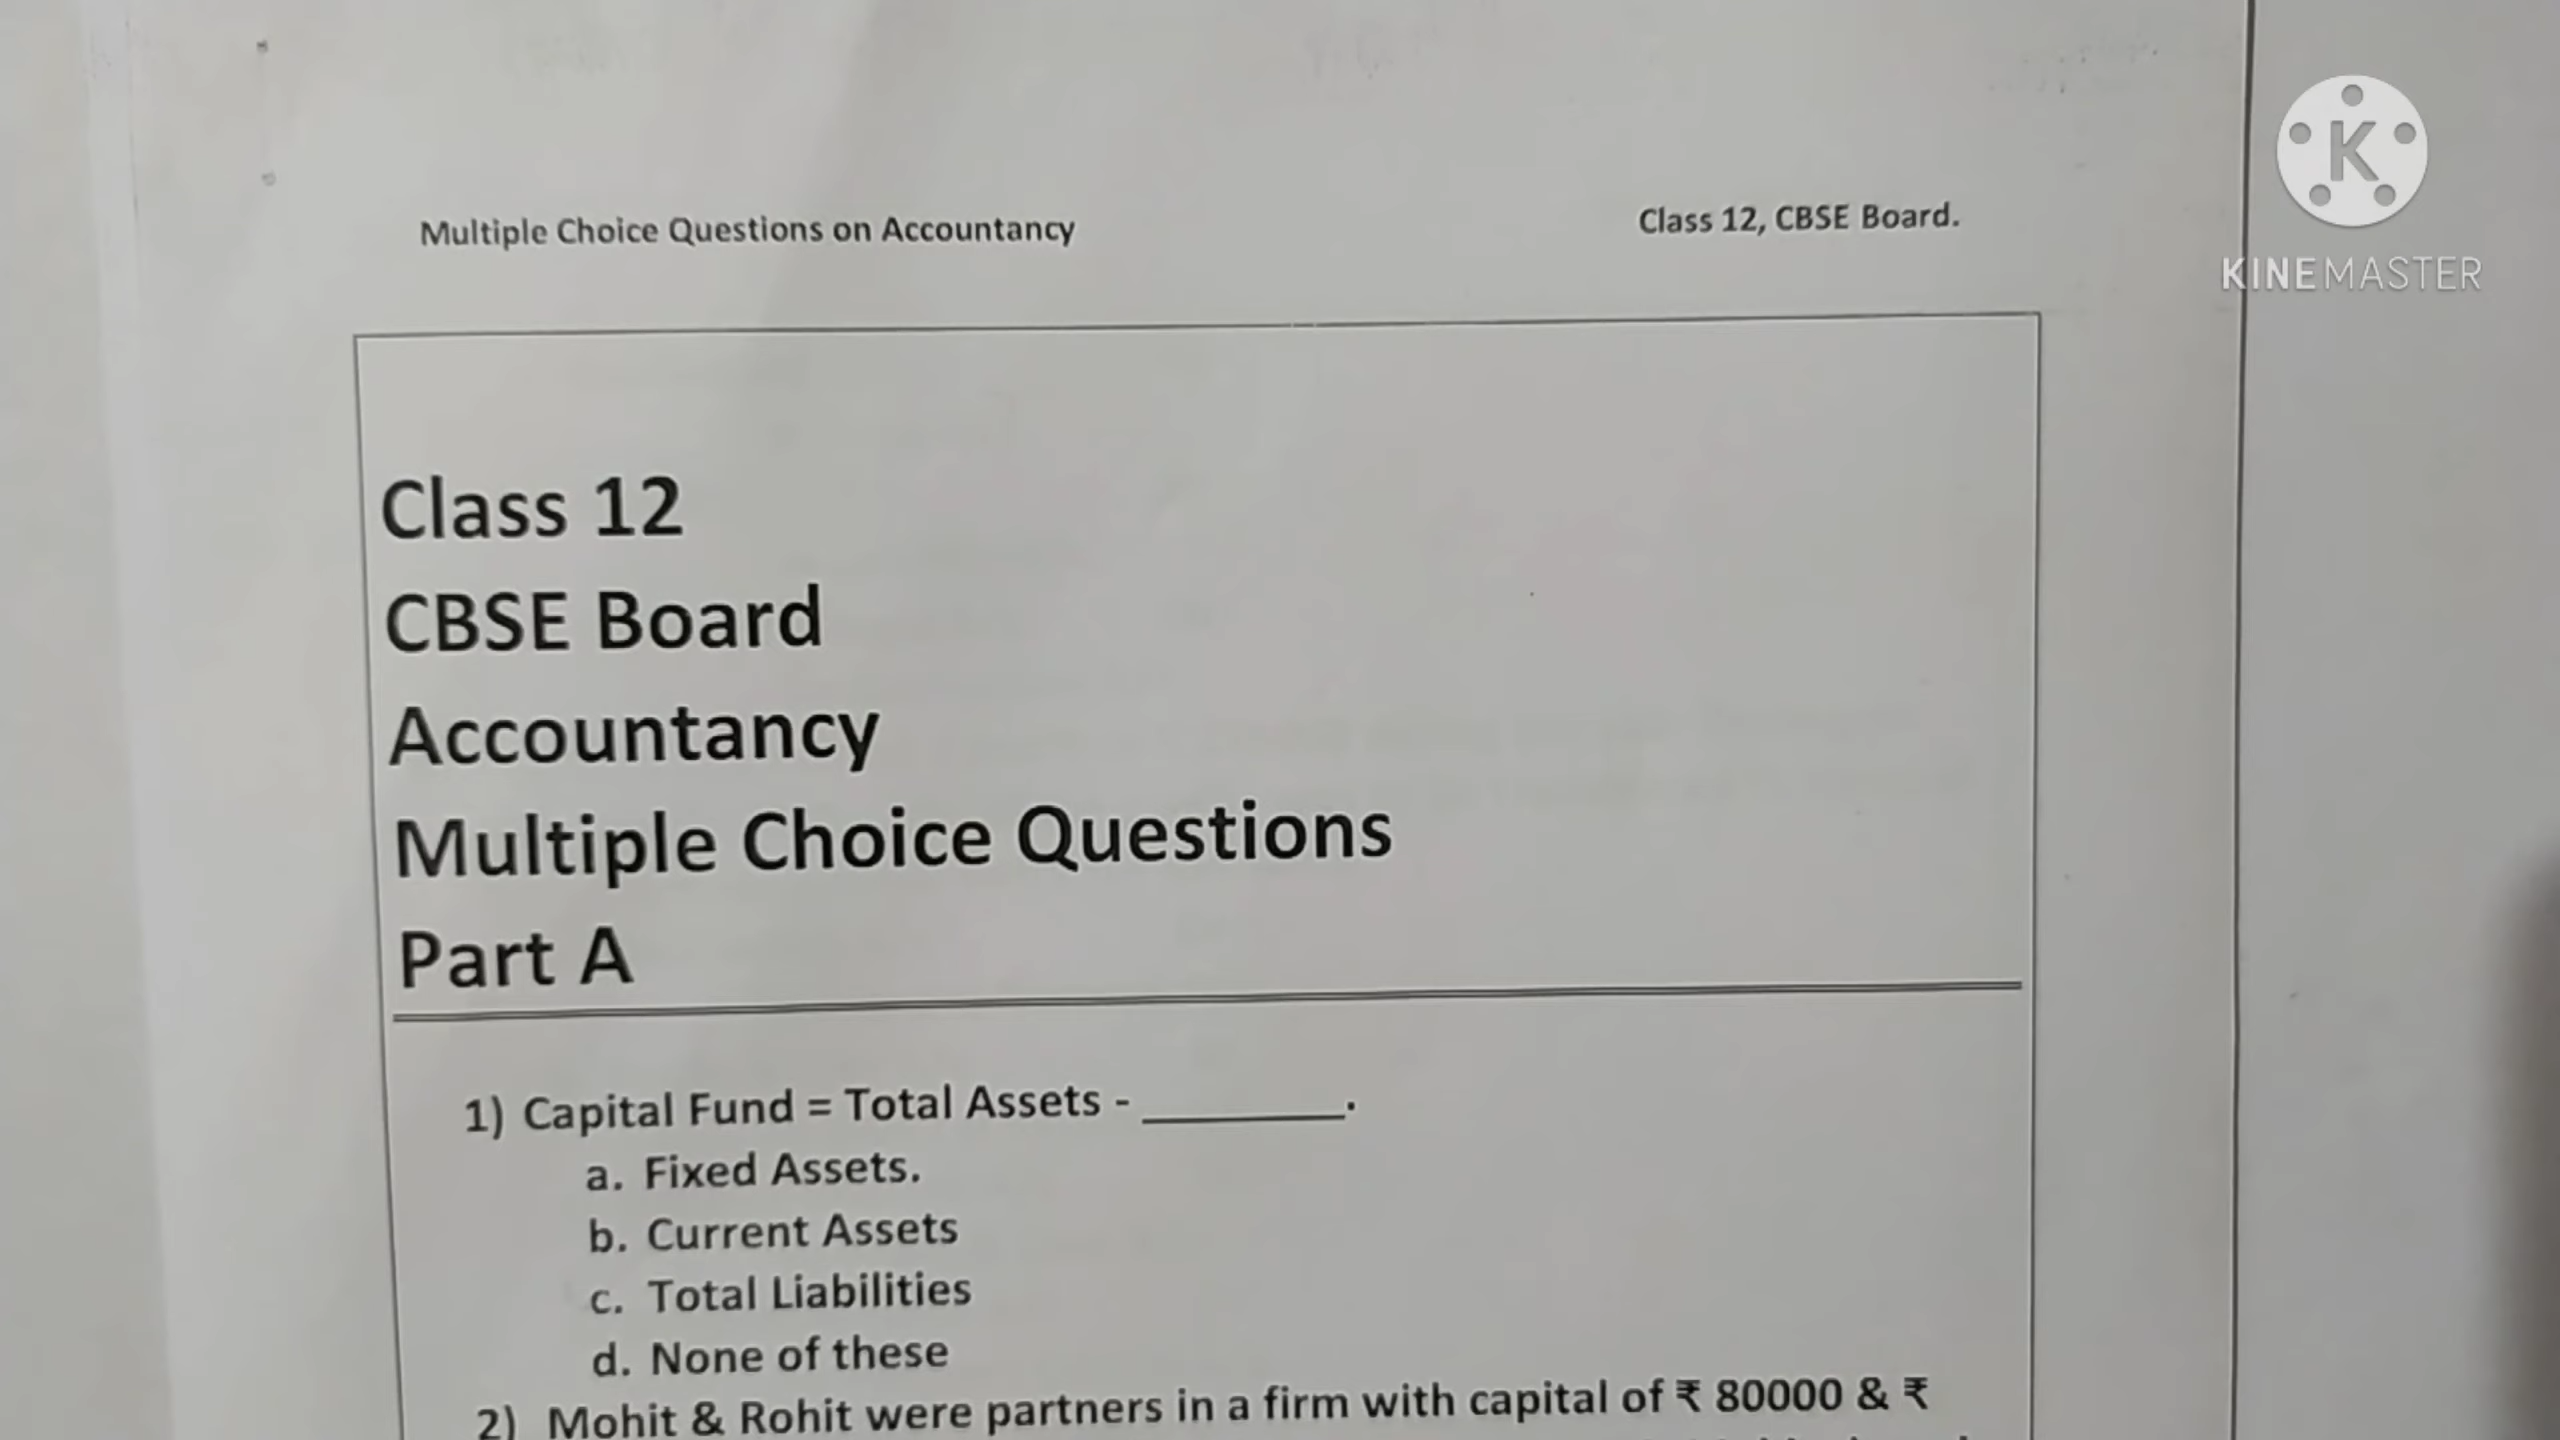 Multiple Choice Questions on Accountancy
Class 12, CBSE Board.
K
KINEMASTER
Class 12
CBSE Board
Accountancy
Multiple Choice Questions
Part A
1) Capital Fund = Total Assets - ________.
a. Fixed Assets.
b. Current Assets
c. Total Liabilities
d. None of these
2) Mohit & Rohit were partners in a firm with capital of ₹ 80000 & ₹